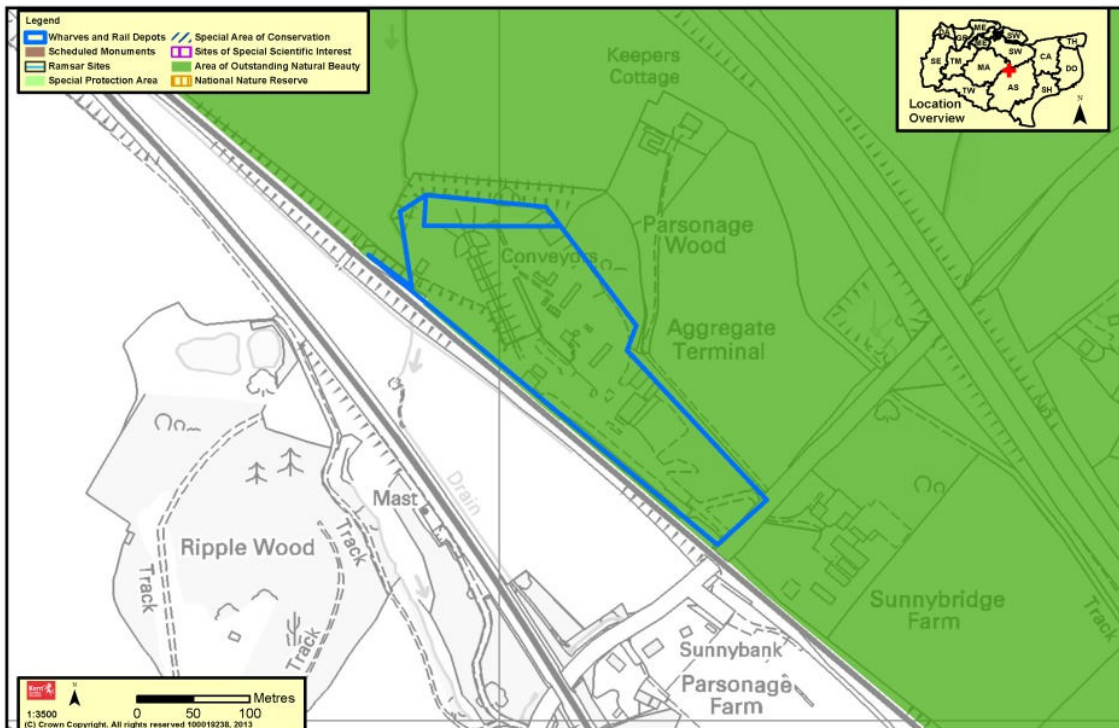 Legend
Wharves and Rail Depots
Special Area of Conservation
Scheduled Monuments
Sites of Special Scientific Interest
Ramsar Sites
Area of Outstanding Natural Beauty
Special Protection Area
National Nature Reserve
Keepers
Cottage
TH
SW
SW
CA
SE
TM
MA
DO
TW
AS
SH
Location
Overview
N
Parsonage
Wood
Conveyors
Aggregate
Terminal
Mast
Drain
Ripple Wood
Track
Track
Track
Track
Sunnybridge
Farm
Sunnybank
Parsonage
Farm
Kent
N
Metres
1:3500
0 50 100
(C) Crown Copyright. All rights reserved 100019238, 2013